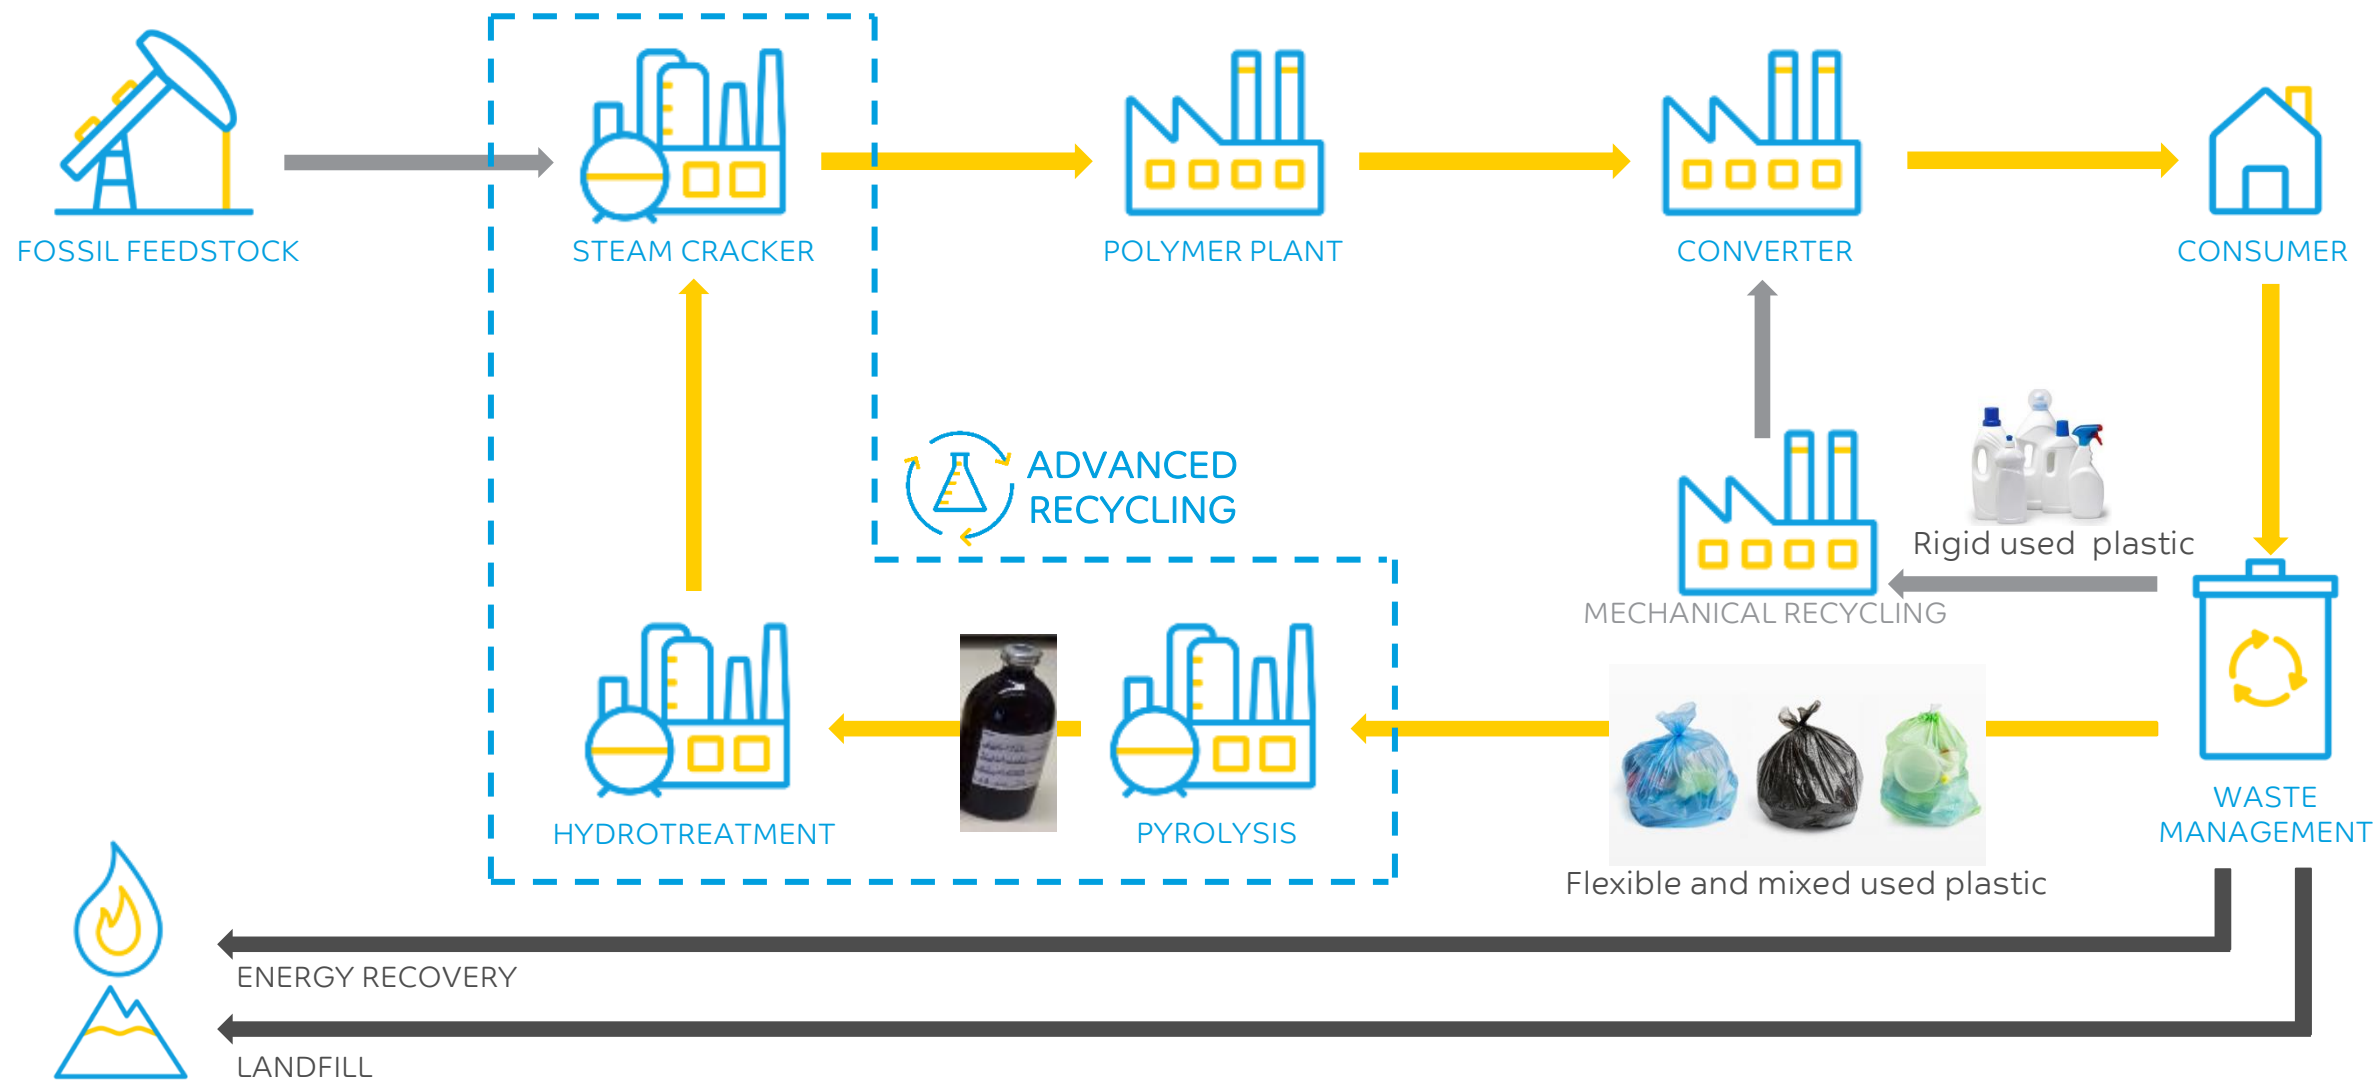 FOSSIL FEEDSTOCK
STEAM CRACKER
POLYMER PLANT
CONVERTER
CONSUMER
ADVANCED
RECYCLING
Rigid used plastic
MECHANICAL RECYCLING
HYDROTREATMENT
PYROLYSIS
WASTE
MANAGEMENT
Flexible and mixed used plastic
ENERGY RECOVERY
LANDFILL